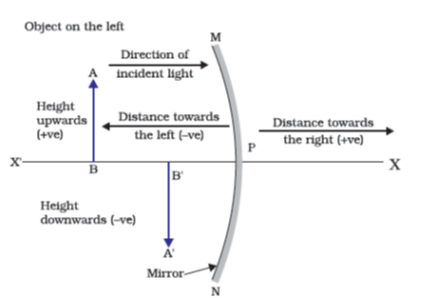 Object on the left
M
Direction of
incident light
A
Height
upwards
(+ve)
Distance towards
the left (–ve)
Distance towards
the right (+ve)
P
X'
X
B
B'
Height
downwards (–ve)
A'
Mirror
N